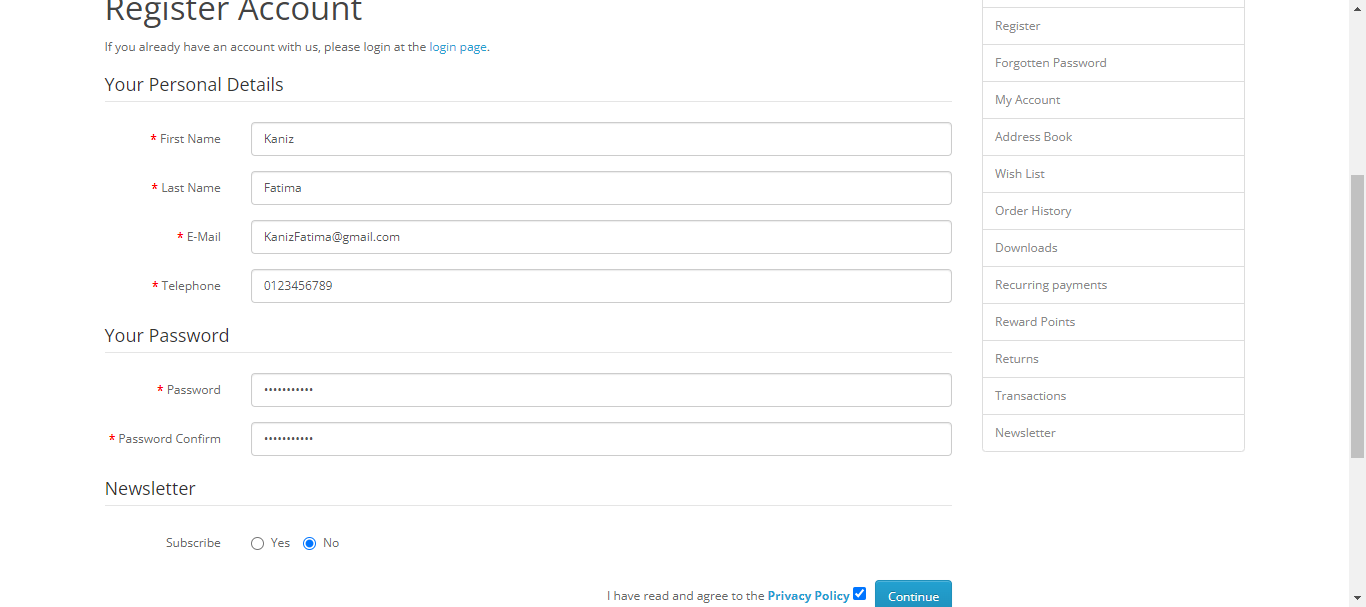 Register Account
If you already have an account with us, please login at the login page.
Your Personal Details
* First Name
Kaniz
* Last Name
Fatima
* E-Mail
KanizFatima@gmail.com
* Telephone
0123456789
Your Password
* Password
•••••••••••
* Password Confirm
•••••••••••
Newsletter
Subscribe
Yes
No
I have read and agree to the Privacy Policy
Continue
Register
Forgotten Password
My Account
Address Book
Wish List
Order History
Downloads
Recurring payments
Reward Points
Returns
Transactions
Newsletter